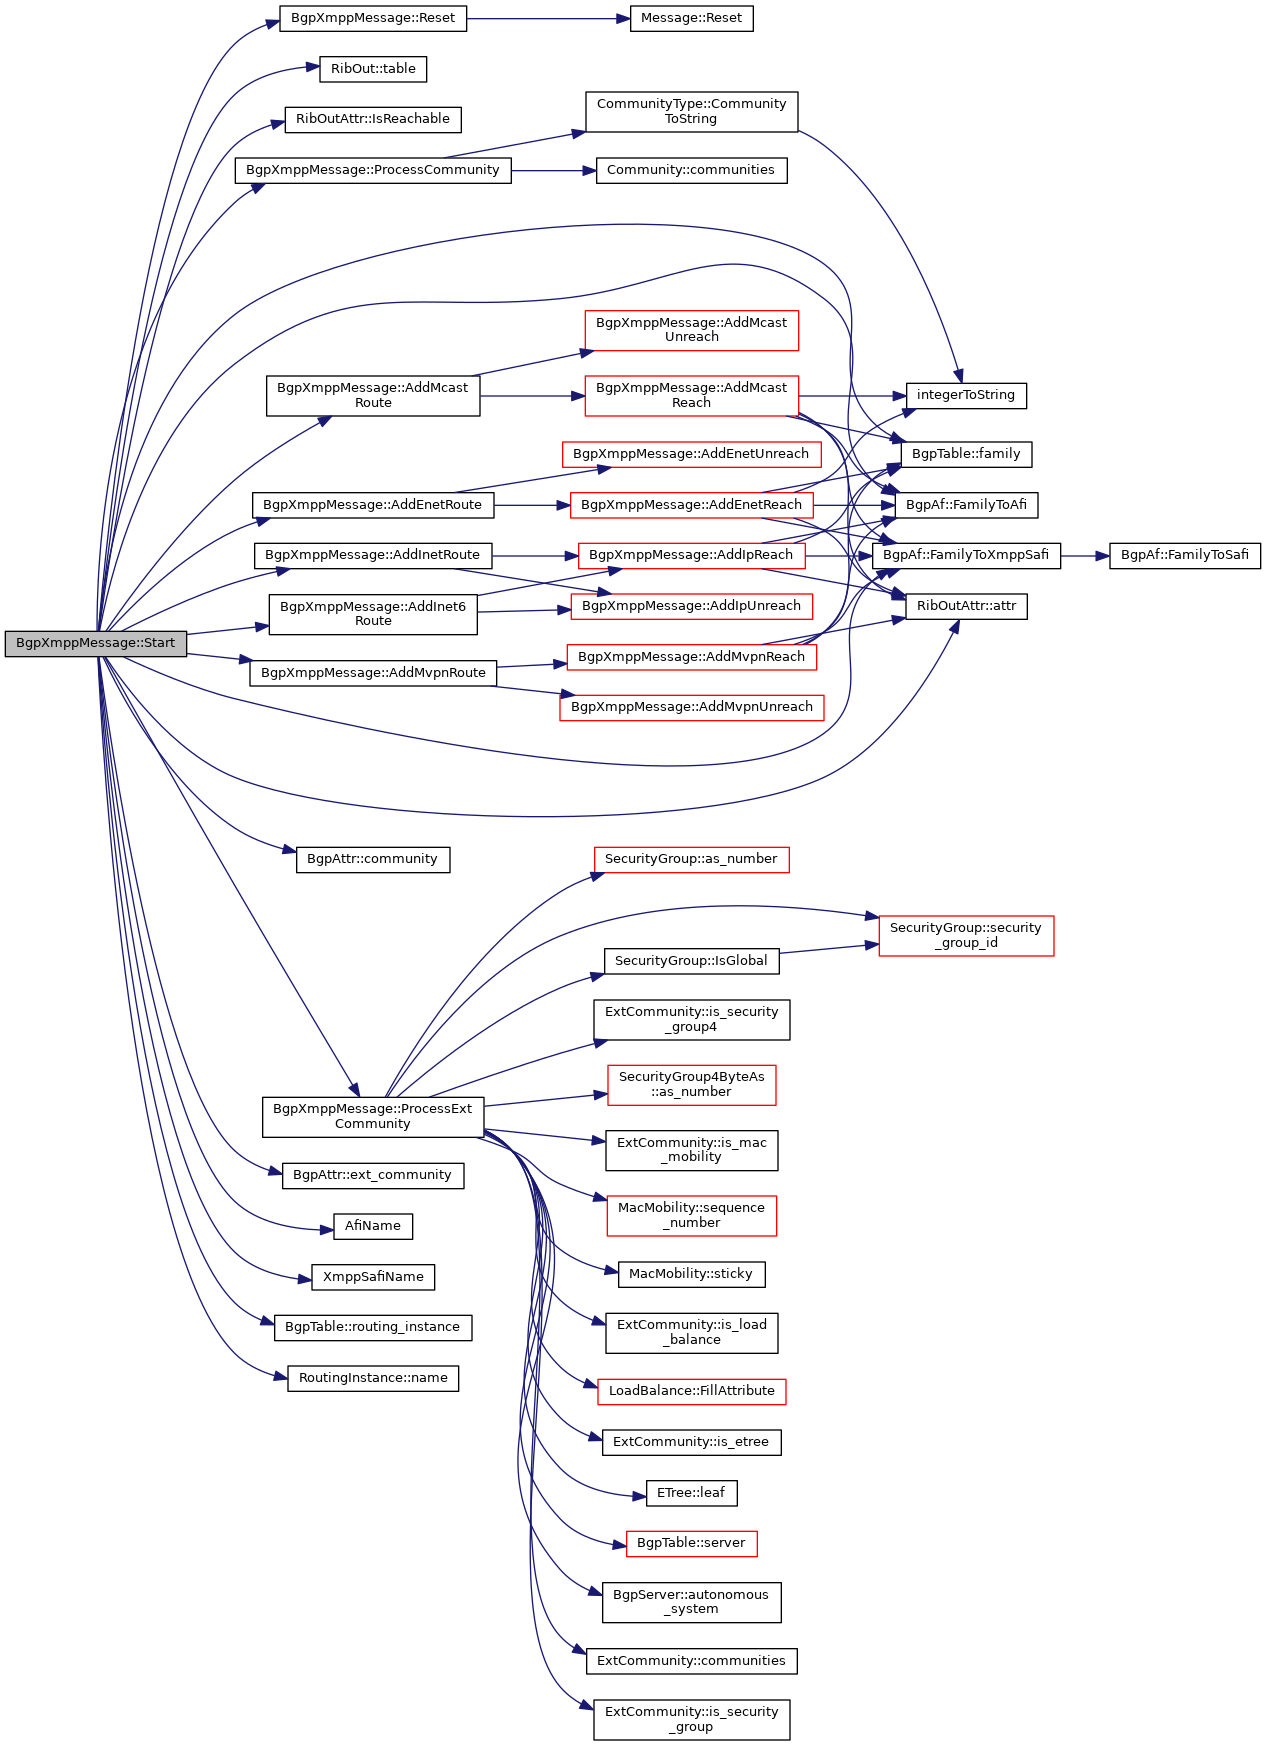 BgpXmppMessage::Reset
Message::Reset
RibOut::table
CommunityType::Community
ToString
RibOutAttr::IsReachable
BgpXmppMessage::ProcessCommunity
Community::communities
BgpXmppMessage::AddMcast
Unreach
BgpXmppMessage::AddMcast
Route
BgpXmppMessage::AddMcast
Reach
integerToString
BgpXmppMessage::AddEnetUnreach
BgpTable::family
BgpXmppMessage::AddEnetRoute
BgpXmppMessage::AddEnetReach
BgpAf::FamilyToAfi
BgpXmppMessage::AddInetRoute
BgpXmppMessage::AddIpReach
BgpAf::FamilyToXmppSafi
BgpAf::FamilyToSafi
BgpXmppMessage::AddInet6
Route
BgpXmppMessage::AddIpUnreach
RibOutAttr::attr
BgpXmppMessage::Start
BgpXmppMessage::AddMvpnRoute
BgpXmppMessage::AddMvpnReach
BgpXmppMessage::AddMvpnUnreach
BgpAttr::community
SecurityGroup::as_number
SecurityGroup::security
_group_id
SecurityGroup::IsGlobal
ExtCommunity::is_security
_group4
SecurityGroup4ByteAs
::as_number
BgpXmppMessage::ProcessExt
Community
ExtCommunity::is_mac
_mobility
BgpAttr::ext_community
MacMobility::sequence
_number
AfiName
XmppSafiName
MacMobility::sticky
BgpTable::routing_instance
ExtCommunity::is_load
_balance
RoutingInstance::name
LoadBalance::FillAttribute
ExtCommunity::is_etree
ETree::leaf
BgpTable::server
BgpServer::autonomous
_system
ExtCommunity::communities
ExtCommunity::is_security
_group